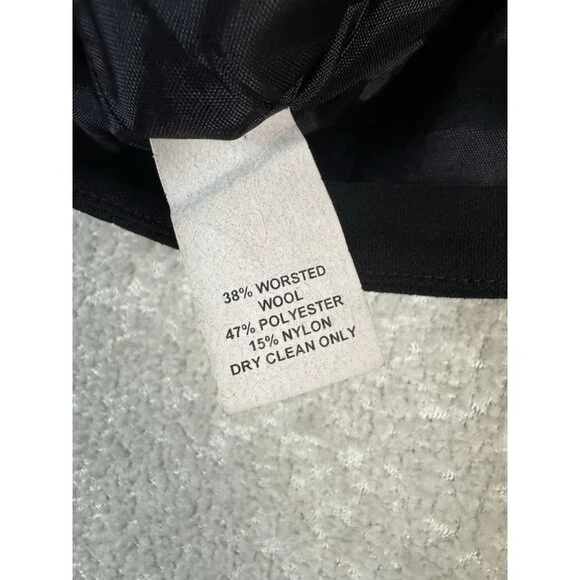 38% WORSTED
WOOL
47% POLYESTER
15% NYLON
DRY CLEAN ONLY